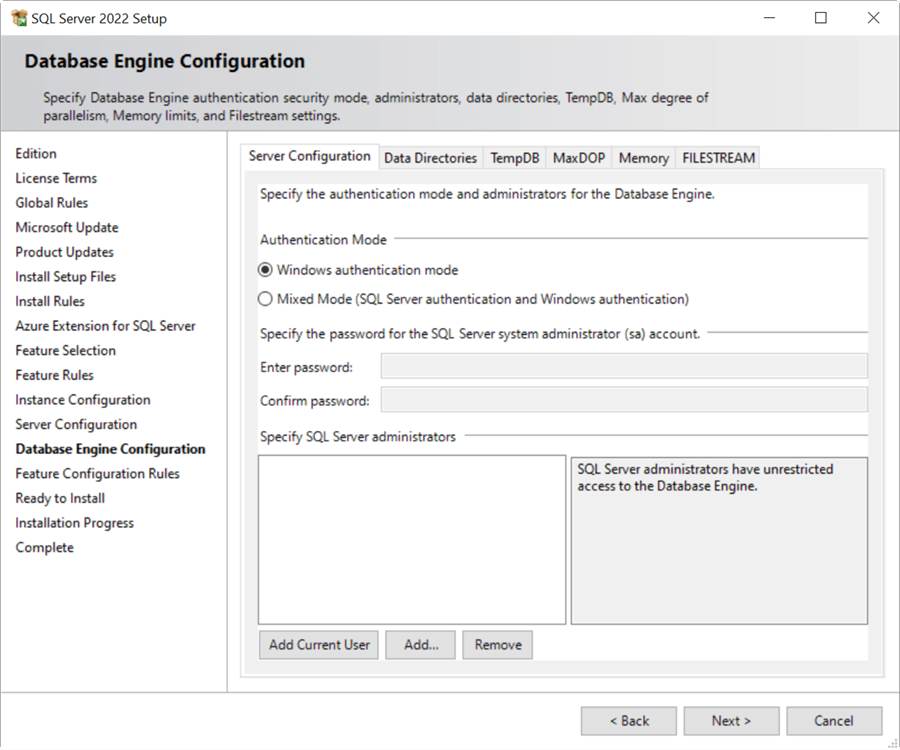 SQL Server 2022 Setup
Database Engine Configuration
Specify Database Engine authentication security mode, administrators, data directories, TempDB, Max degree of
parallelism, Memory limits, and Filestream settings.
Edition
License Terms
Global Rules
Microsoft Update
Product Updates
Install Setup Files
Install Rules
Azure Extension for SQL Server
Feature Selection
Feature Rules
Instance Configuration
Server Configuration
Database Engine Configuration
Feature Configuration Rules
Ready to Install
Installation Progress
Complete
Server Configuration Data Directories TempDB MaxDOP Memory FILESTREAM
Specify the authentication mode and administrators for the Database Engine.
Authentication Mode
Windows authentication mode
Mixed Mode (SQL Server authentication and Windows authentication)
Specify the password for the SQL Server system administrator (sa) account.
Enter password:
Confirm password:
Specify SQL Server administrators
SQL Server administrators have unrestricted
access to the Database Engine.
Add Current User Add... Remove
< Back Next > Cancel